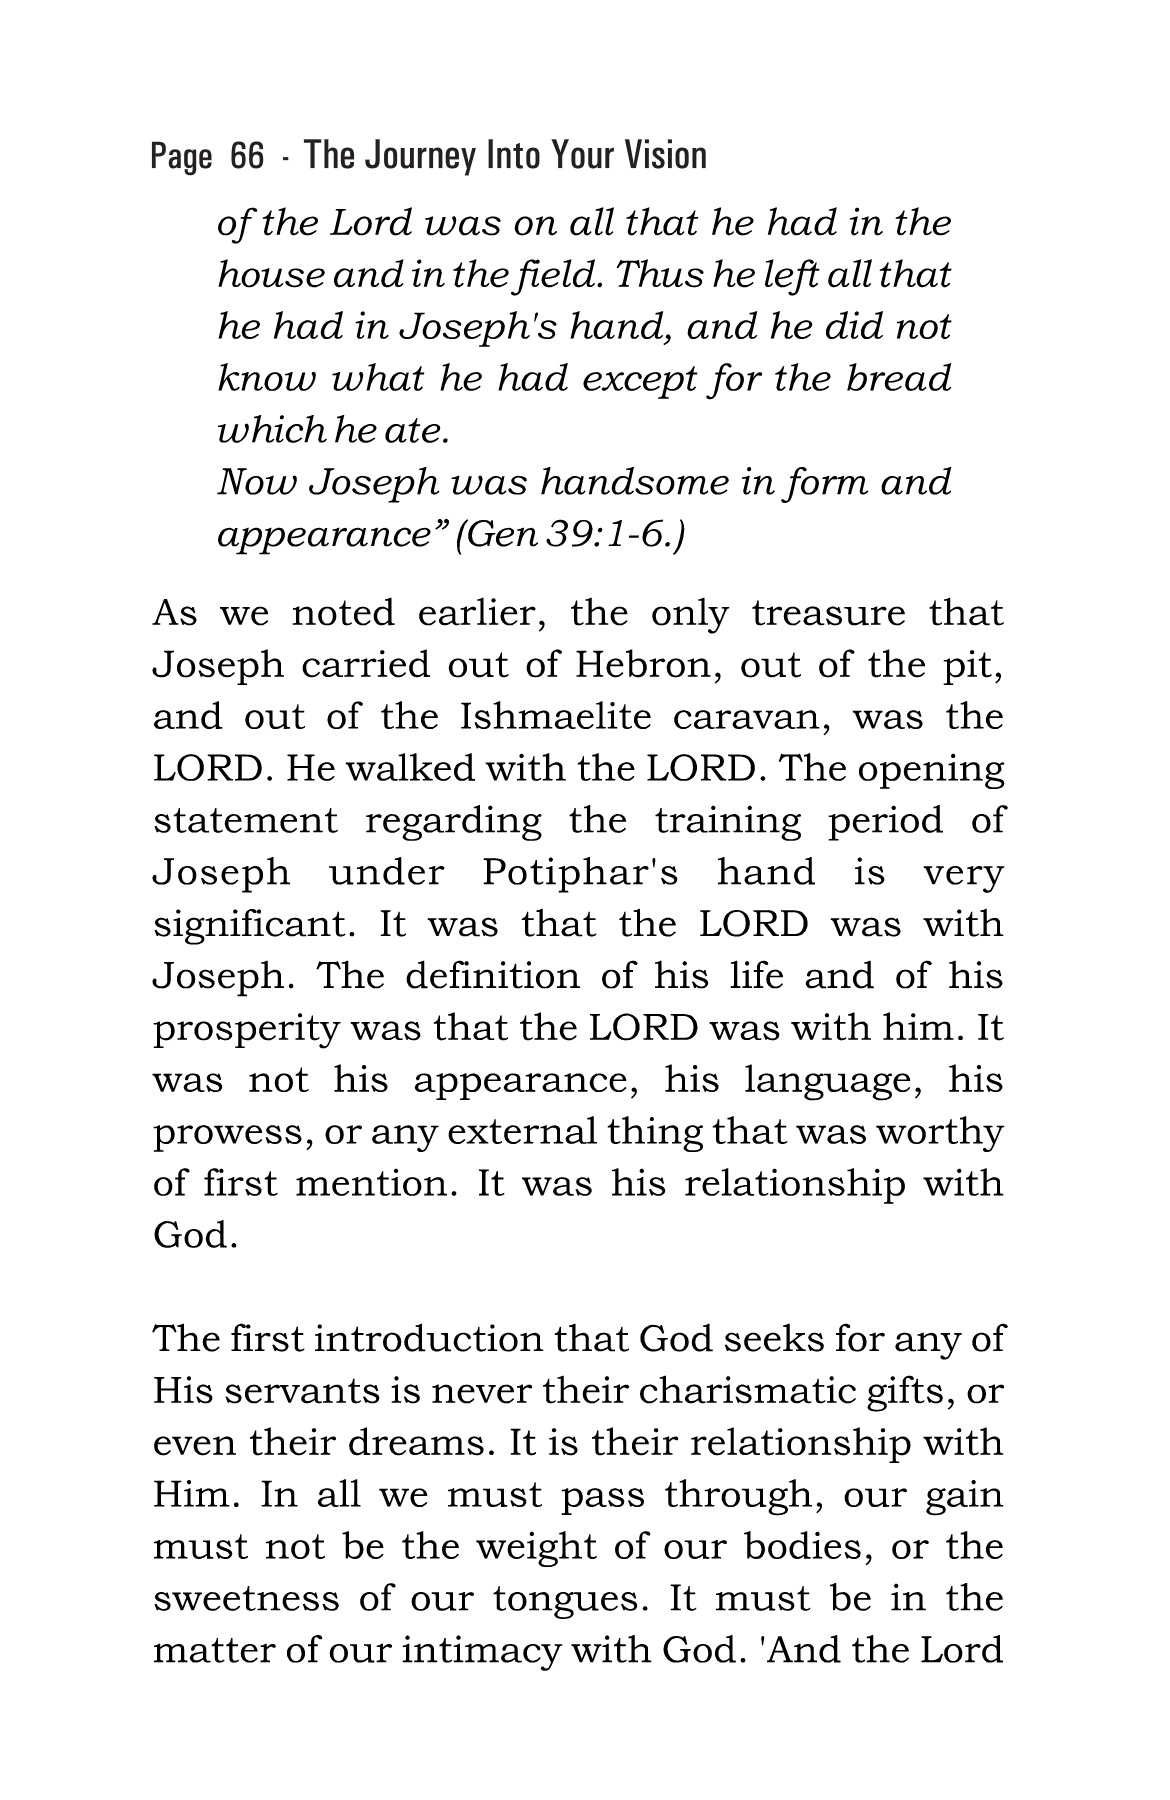 Page 66 - The Journey Into Your Vision
of the Lord was on all that he had in the
house and in the field. Thus he left all that
he had in Joseph's hand, and he did not
know what he had except for the bread
which he ate.
Now Joseph was handsome in form and
appearance” (Gen 39:1-6.)
As we noted earlier, the only treasure that
Joseph carried out of Hebron, out of the pit,
and out of the Ishmaelite caravan, was the
LORD. He walked with the LORD. The opening
statement regarding the training period of
Joseph under Potiphar's hand is very
significant. It was that the LORD was with
Joseph. The definition of his life and of his
prosperity was that the LORD was with him. It
was not his appearance, his language, his
prowess, or any external thing that was worthy
of first mention. It was his relationship with
God.
The first introduction that God seeks for any of
His servants is never their charismatic gifts, or
even their dreams. It is their relationship with
Him. In all we must pass through, our gain
must not be the weight of our bodies, or the
sweetness of our tongues. It must be in the
matter of our intimacy with God. 'And the Lord